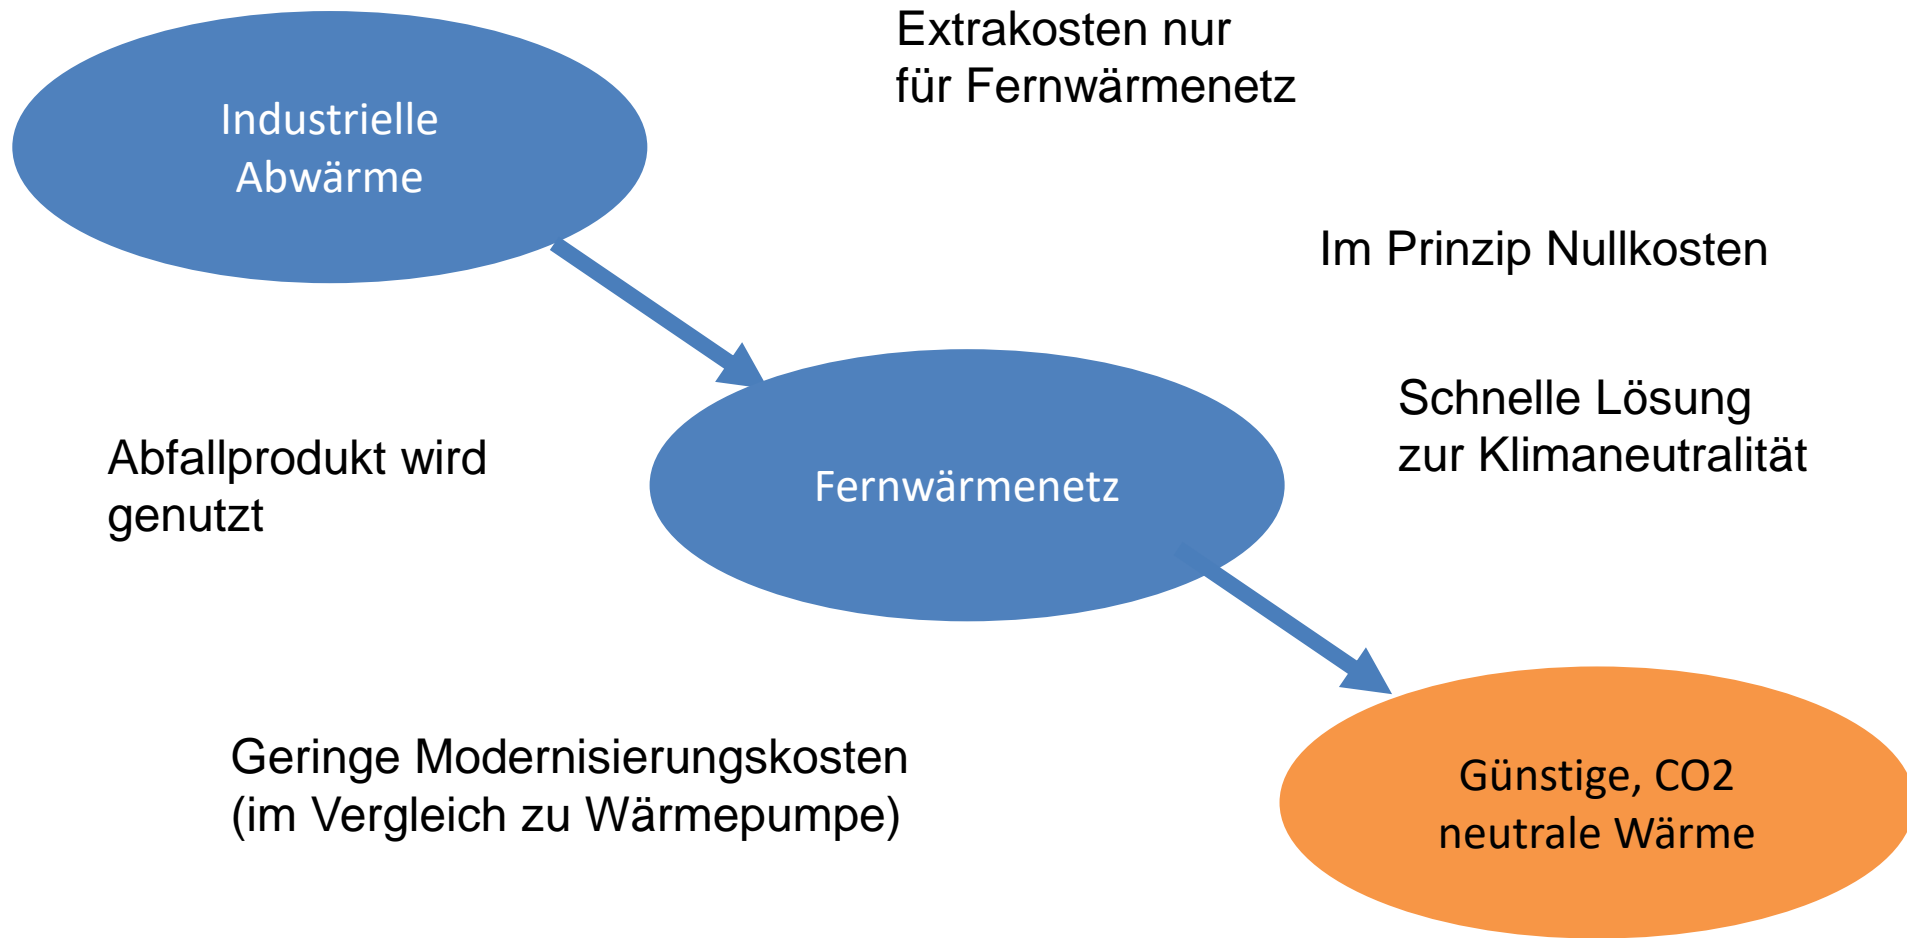 Extrakosten nur
für Fernwärmenetz
Industrielle
Abwärme
Im Prinzip Nullkosten
Schnelle Lösung
zur Klimaneutralität
Abfallprodukt wird
genutzt
Fernwärmenetz
Geringe Modernisierungskosten
(im Vergleich zu Wärmepumpe)
Günstige, CO2
neutrale Wärme